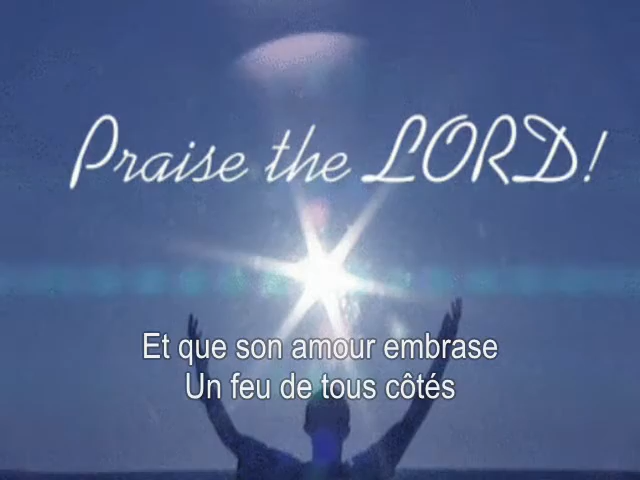 Praise the LORD!
Et que son amour embrase
Un feu de tous côtés